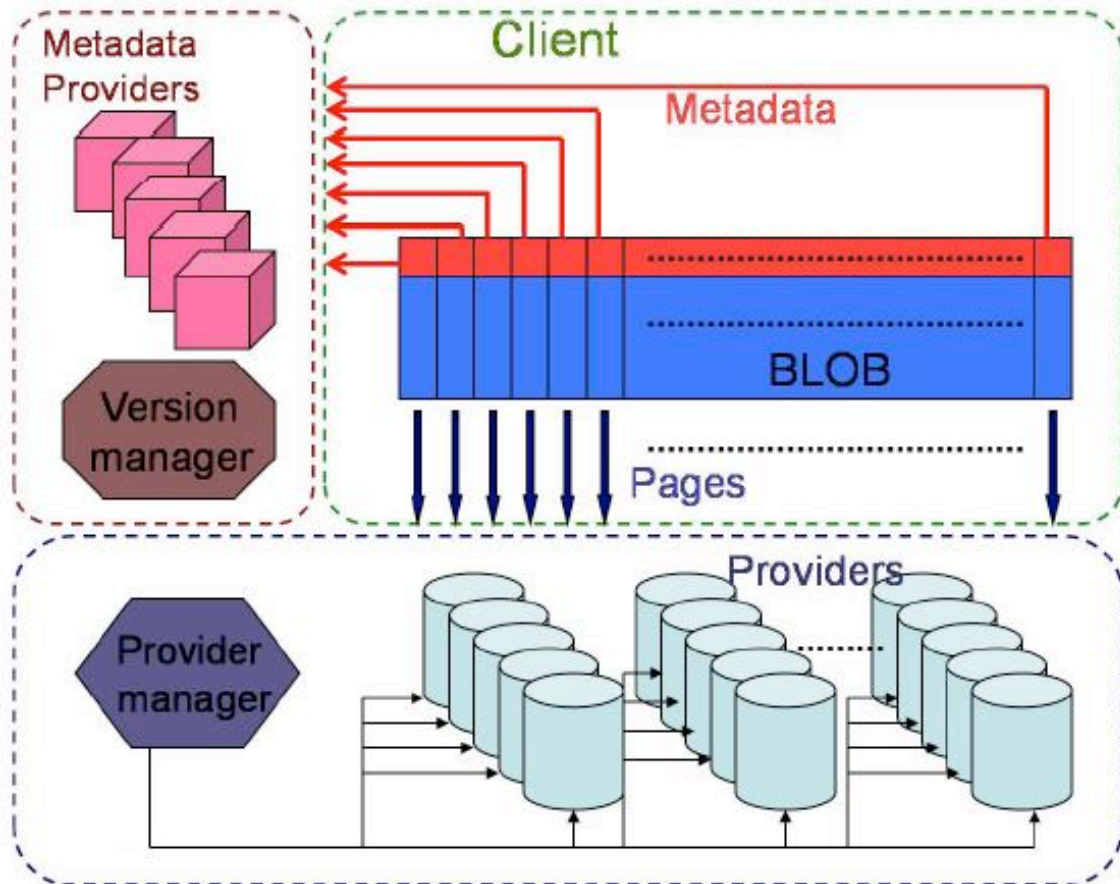 Metadata
Providers
Client
Metadata
BLOB
Version
manager
Pages
Providers
Provider
manager